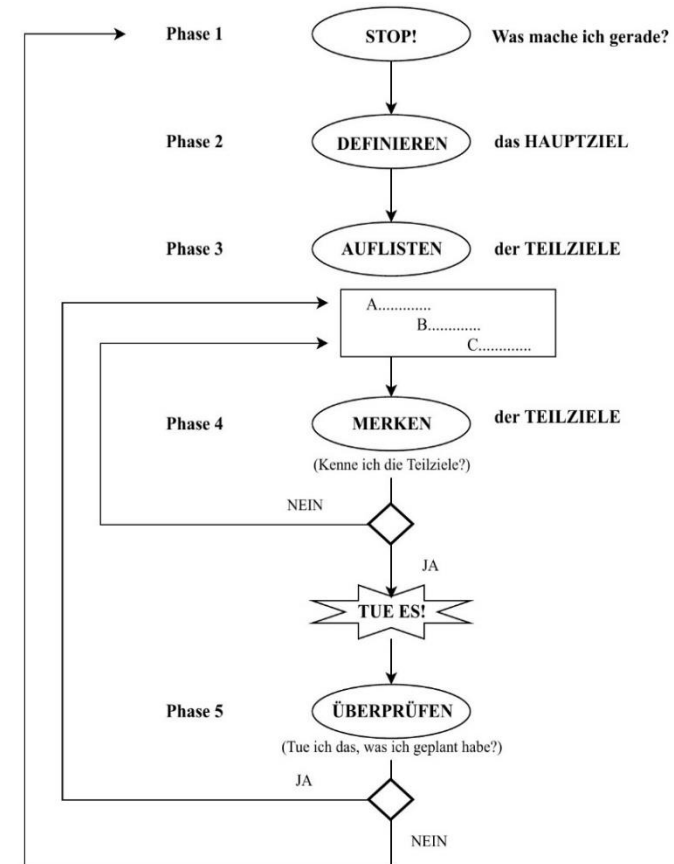 Phase 1 STOP! Was mache ich gerade?
Phase 2 DEFINIEREN das HAUPTZIEL
Phase 3 AUFLISTEN der TEILZIELE
A.............
B.............
C.............
Phase 4 MERKEN der TEILZIELE
(Kenne ich die Teilziele?)
NEIN
JA
TUE ES!
Phase 5 ÜBERPRÜFEN
(Tue ich das, was ich geplant habe?)
JA
NEIN